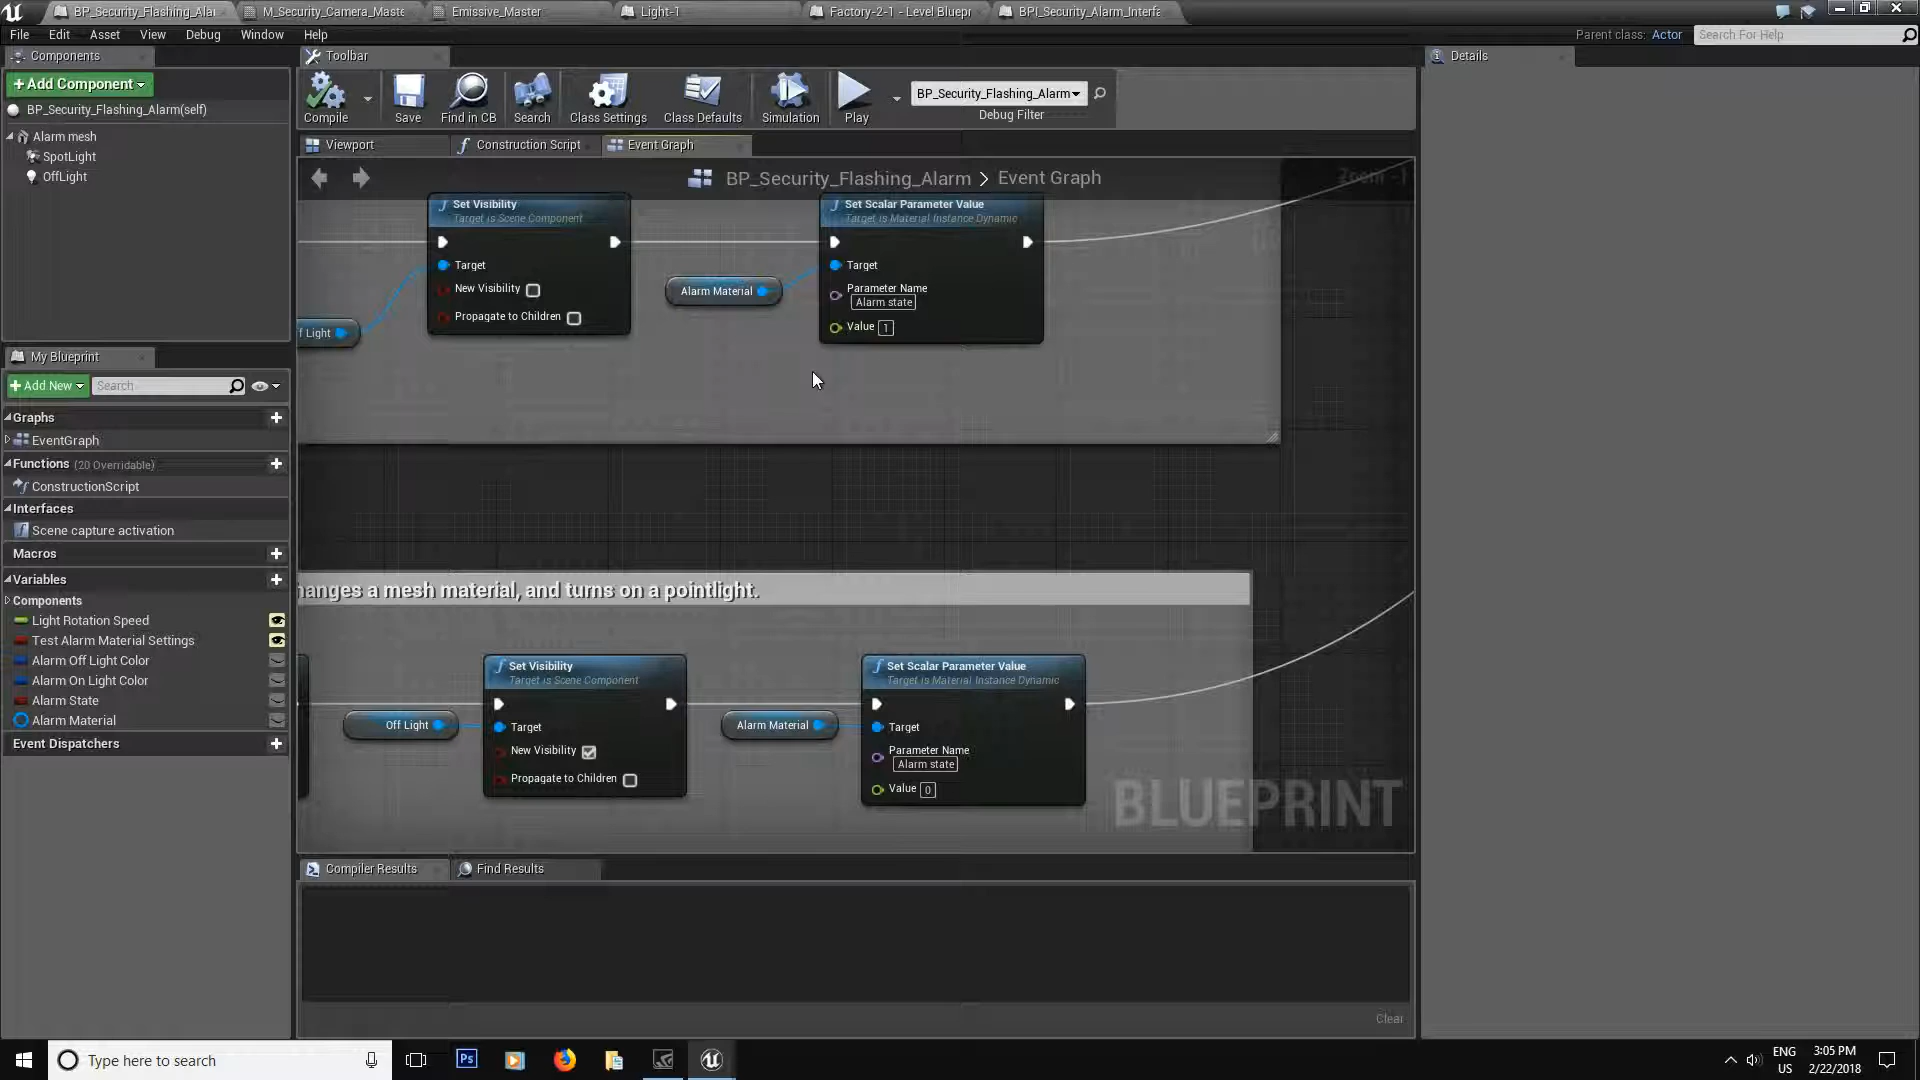 BP_Security_Flashing_Alar
M_Security_Camera_Maste
Emissive_Master
Light-1
Factory-2-1 - Level Bluepr
BPI_Security_Alarm_Interfa
File Edit Asset View Debug Window Help
Parent class: Actor
Search For Help
Components
Toolbar
Details
+Add Component
BP_Security_Flashing_Alarm(self)
Alarm mesh
SpotLight
OffLight
Compile
Save
Find in CB
Search
Class Settings
Class Defaults
Simulation
Play
BP_Security_Flashing_Alarm
Debug Filter
Viewport
Construction Script
Event Graph
BP_Security_Flashing_Alarm > Event Graph
Zoom -1
Set Visibility
Target is Scene Component
Target
New Visibility
Propagate to Children
f Light
Alarm Material
Set Scalar Parameter Value
Target is Material Instance Dynamic
Target
Parameter Name
Alarm state
Value 1
My Blueprint
+Add New
Search
Graphs
EventGraph
Functions (20 Overridable)
ConstructionScript
Interfaces
Scene capture activation
Macros
Variables
Components
Light Rotation Speed
Test Alarm Material Settings
Alarm Off Light Color
Alarm On Light Color
Alarm State
Alarm Material
Event Dispatchers
hanges a mesh material, and turns on a pointlight.
Off Light
Set Visibility
Target is Scene Component
Target
New Visibility
Propagate to Children
Alarm Material
Set Scalar Parameter Value
Target is Material Instance Dynamic
Target
Parameter Name
Alarm state
Value 0
BLUEPRINT
Compiler Results
Find Results
Clear
Type here to search
Ps
ENG
US
3:05 PM
2/22/2018